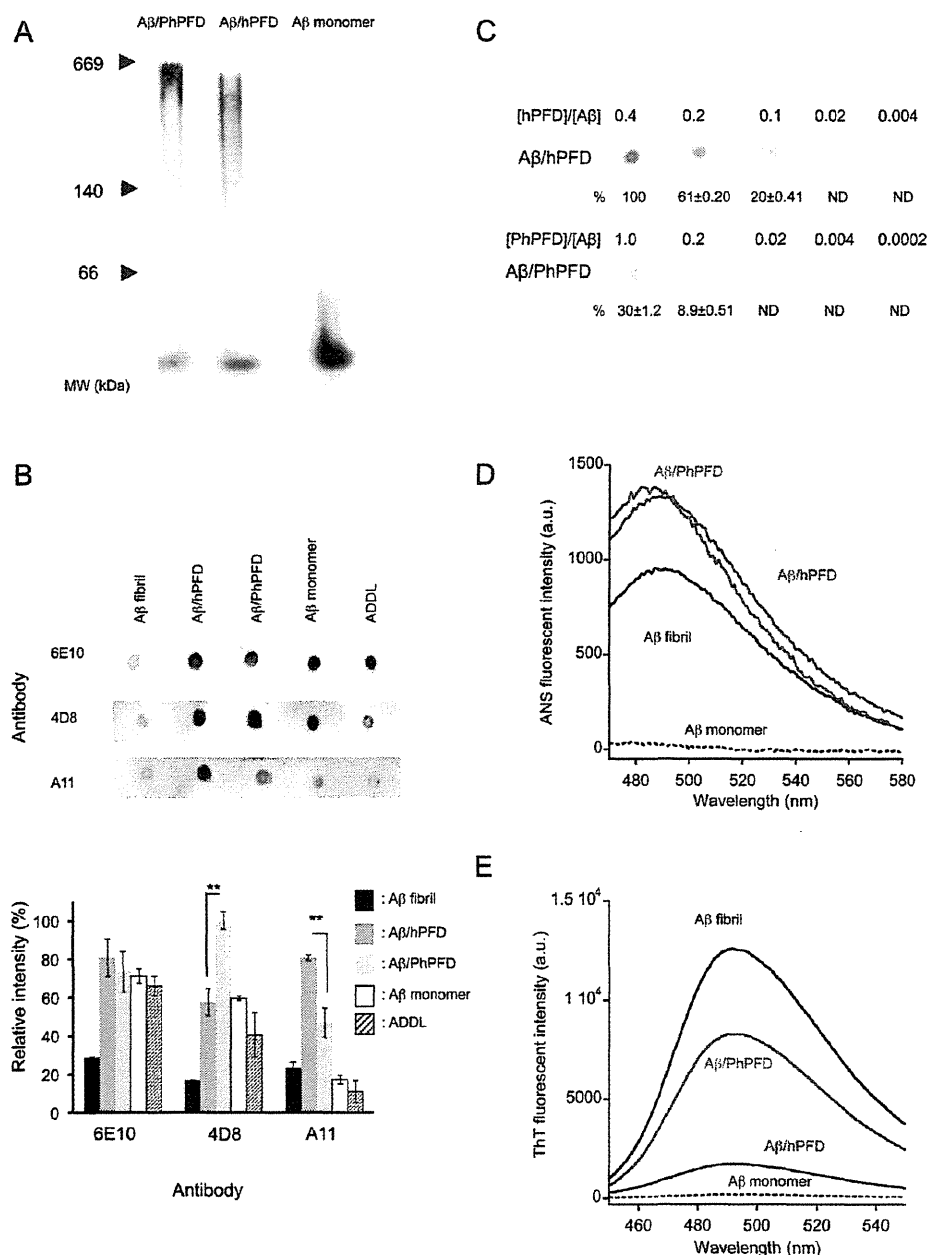 A
Aβ/PhPFD Aβ/hPFD Aβ monomer
669
140
66
MW (kDa)
C
[hPFD]/[Aβ] 0.4 0.2 0.1 0.02 0.004
Aβ/hPFD
% 100 61±0.20 20±0.41 ND ND
[PhPFD]/[Aβ] 1.0 0.2 0.02 0.004 0.0002
Aβ/PhPFD
% 30±1.2 8.9±0.51 ND ND ND
B
Aβ fibril Aβ/hPFD Aβ/PhPFD Aβ monomer ADDL
Antibody
6E10
4D8
A11
Relative intensity (%)
100
80
60
40
20
0
** **
: Aβ fibril
: Aβ/hPFD
: Aβ/PhPFD
: Aβ monomer
: ADDL
6E10 4D8 A11
Antibody
D
ANS fluorescent intensity (a.u.)
1500
1000
500
0
Aβ/PhPFD
Aβ/hPFD
Aβ fibril
Aβ monomer
480 500 520 540 560 580
Wavelength (nm)
E
ThT fluorescent intensity (a.u.)
1.5 10⁴
1 10⁴
5000
0
Aβ fibril
Aβ/PhPFD
Aβ/hPFD
Aβ monomer
460 480 500 520 540
Wavelength (nm)